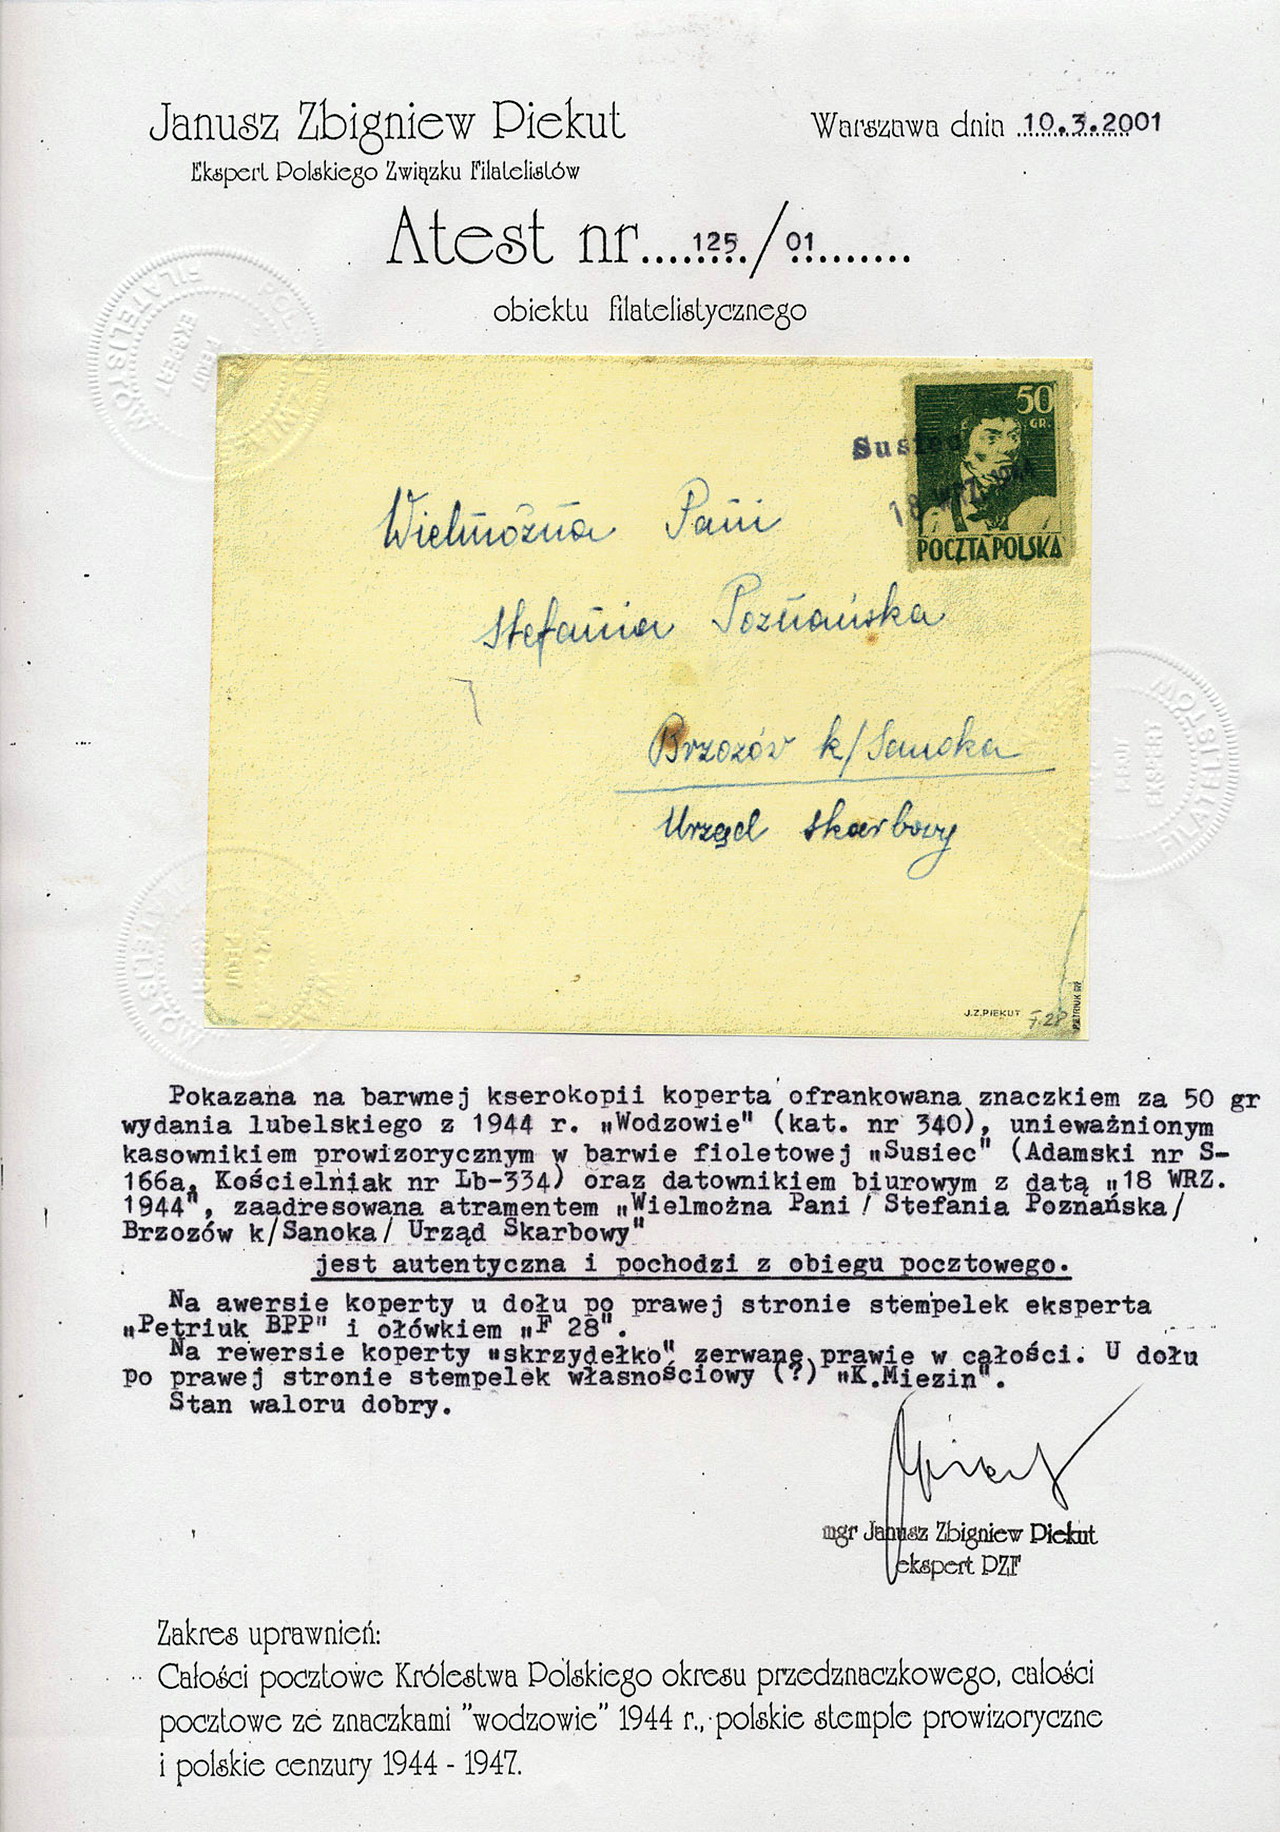 Janusz Zbigniew Piekut
Warszawa dnia 10.3.2001
Ekspert Polskiego Związku Filatelistów
Atest nr........125./.01.........
obiektu filatelistycznego
50
GR.
Susiec
18 WRZ. 1944
POCZTA POLSKA
Wielmożna Pani
Stefania Poznańska
Brzozów k/Sanoka
Urząd skarbowy
J.Z.PIEKUT
F.28
PETRIUK BPP
Pokazana na barwnej kserokopii koperta ofrankowana znaczkiem za 50 gr
wydania lubelskiego z 1944 r. „Wodzowie" (kat. nr 340), unieważnionym
kasownikiem prowizorycznym w barwie fioletowej „Susiec" (Adamski nr S-
166a, Kościelniak nr Lb-334) oraz datownikiem biurowym z datą „18 WRZ.
1944", zaadresowana atramentem „Wielmożna Pani / Stefania Poznańska/
Brzozów k/Sanoka/ Urząd Skarbowy"
jest autentyczna i pochodzi z obiegu pocztowego.
Na awersie koperty u dołu po prawej stronie stempelek eksperta
„Petriuk BPP" i ołówkiem „F 28".
Na rewersie koperty „skrzydełko" zerwane prawie w całości. U dołu
po prawej stronie stempelek własnościowy (?) „K.Miezin".
Stan waloru dobry.
mgr Janusz Zbigniew Piekut
ekspert PZF
Zakres uprawnień:
Całości pocztowe Królestwa Polskiego okresu przedznaczkowego, całości
pocztowe ze znaczkami "wodzowie" 1944 r., polskie stemple prowizoryczne
i polskie cenzury 1944 - 1947.